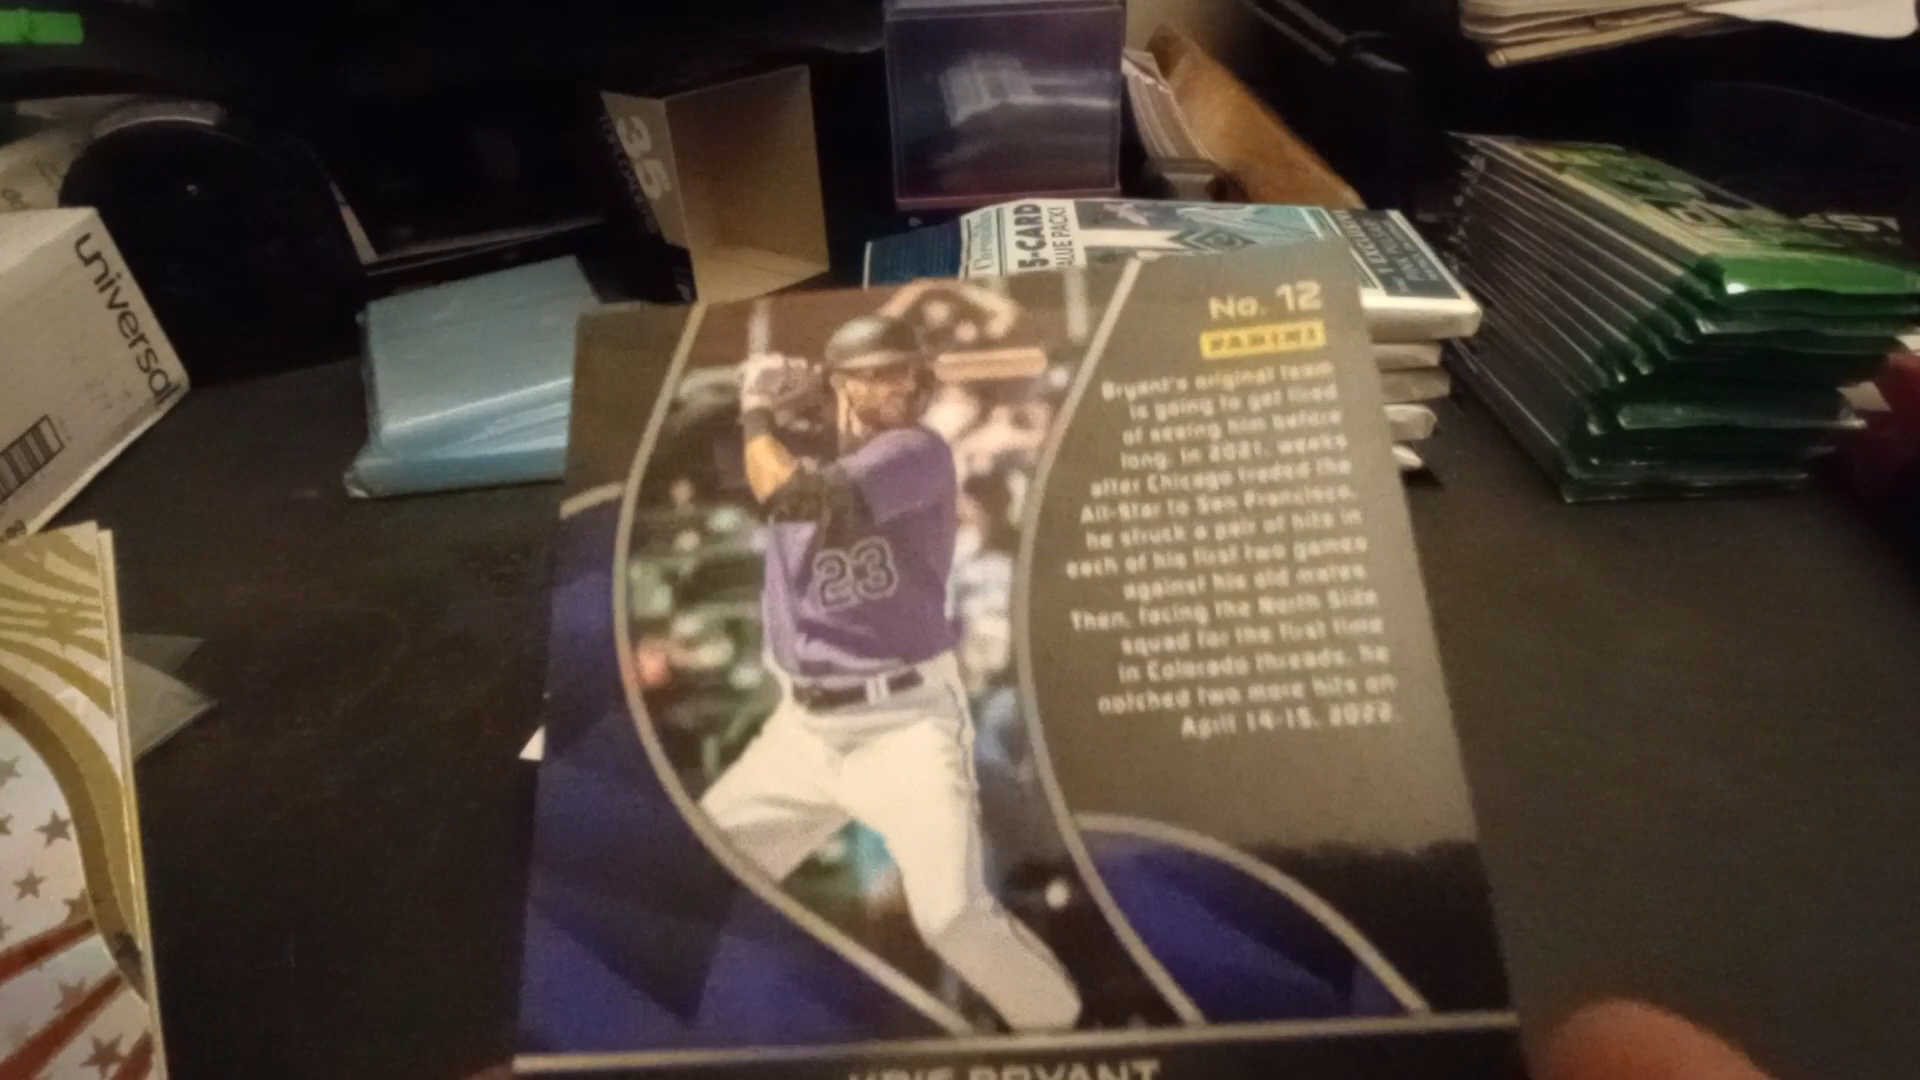 universal
35
5-CARD
VALUE PACK!
No. 12
PANINI
Bryant's original team
is going to get tired
of seeing him before
long. In 2021, weeks
after Chicago traded the
All-Star to San Francisco,
he struck a pair of hits in
each of his first two games
against his old mates.
Then, facing the North Side
squad for the first time
in Colorado threads, he
notched two more hits on
April 14-15, 2022.
23
KRIS BRYANT